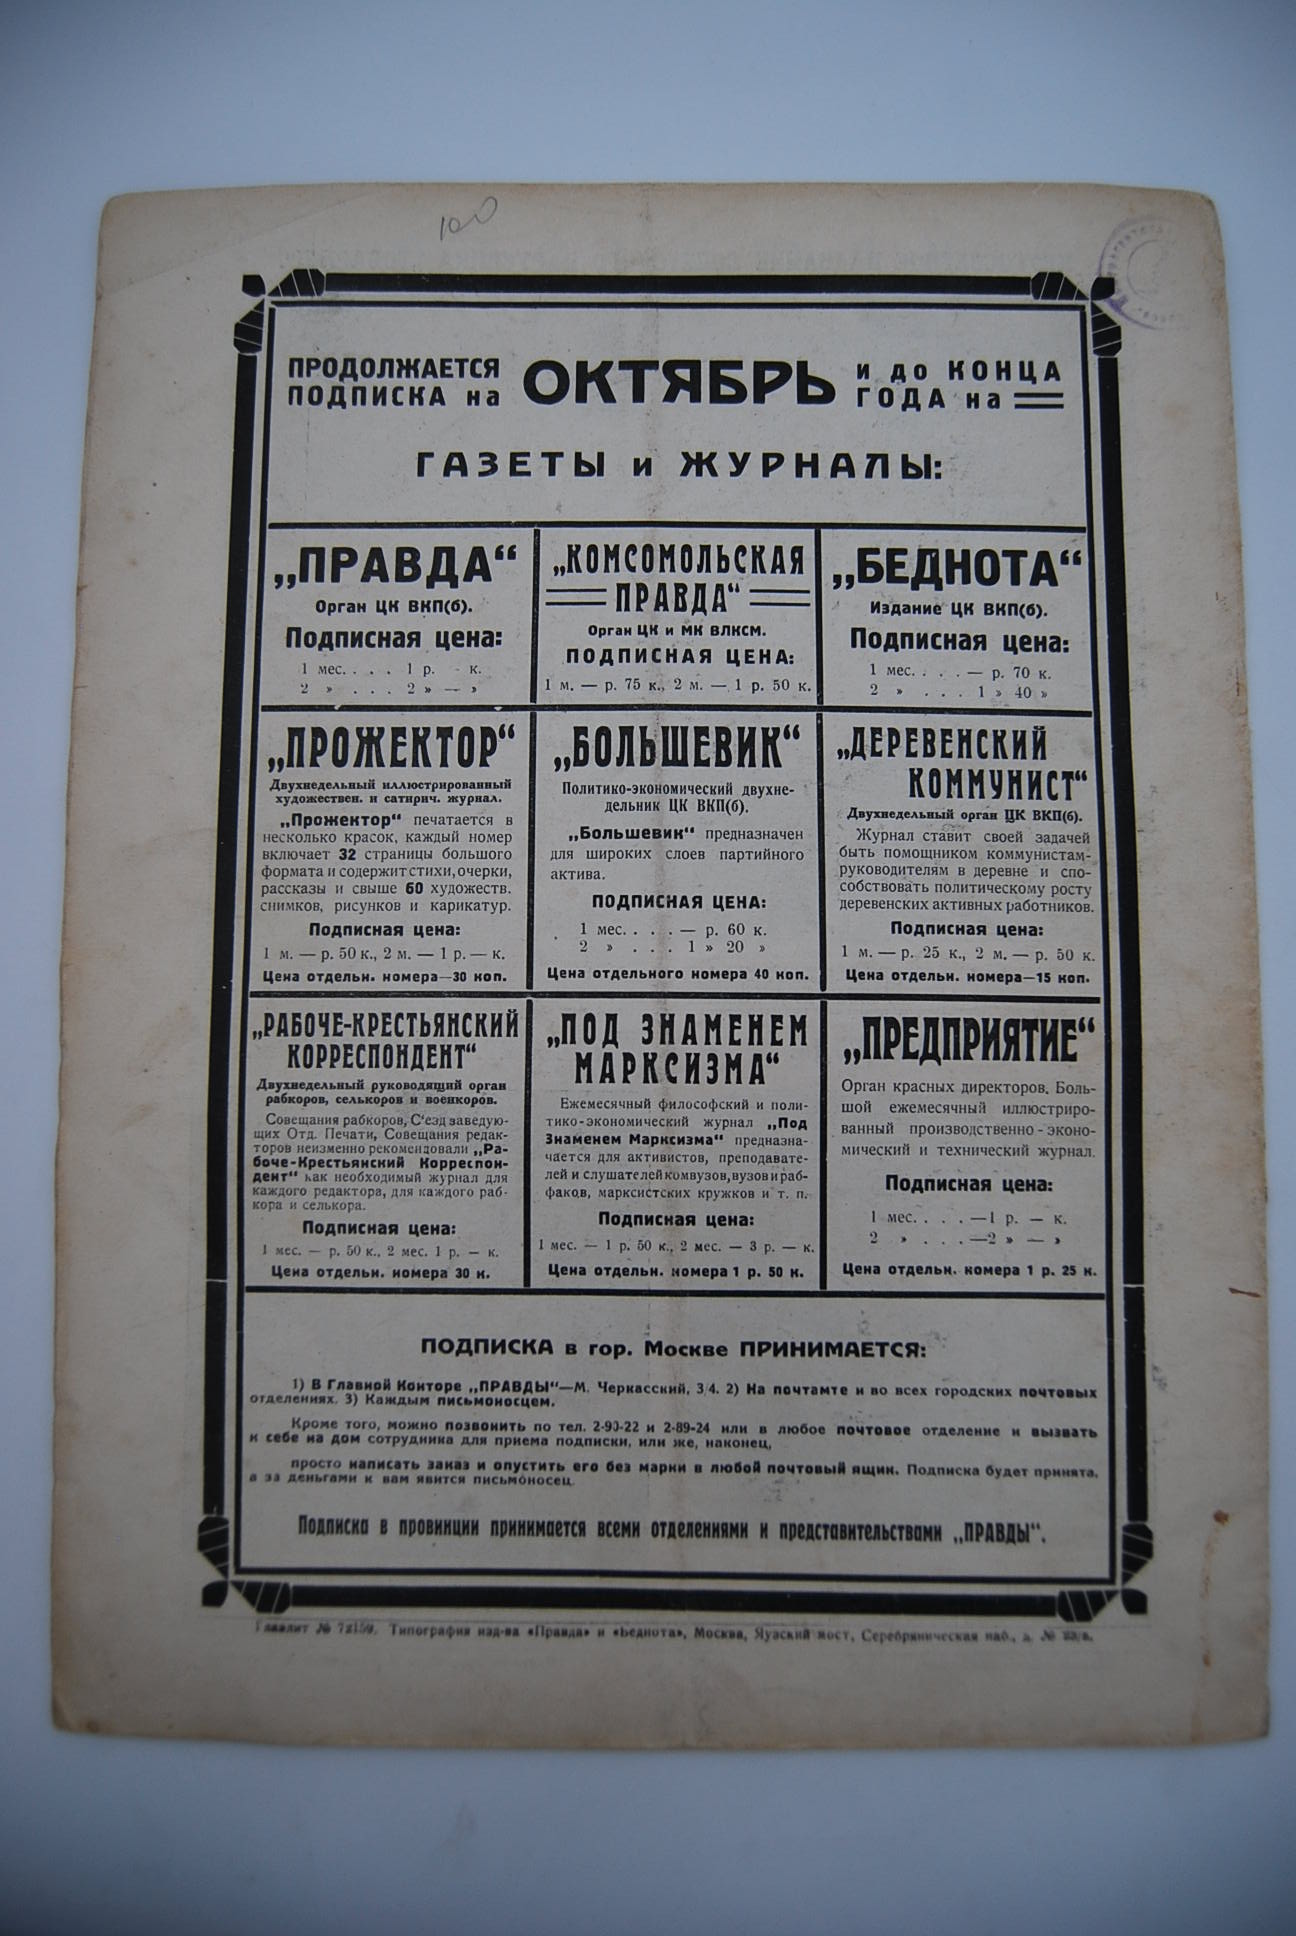 100
ПРОДОЛЖАЕТСЯ
ПОДПИСКА на
ОКТЯБРЬ
и до КОНЦА
ГОДА на
ГАЗЕТЫ и ЖУРНАЛЫ:
„ПРАВДА“
Орган ЦК ВКП(б).
Подписная цена:
1 мес. . . . 1 р. - к.
2 » . . . 2 » — »
„КОМСОМОЛЬСКАЯ
ПРАВДА“
Орган ЦК и МК ВЛКСМ.
ПОДПИСНАЯ ЦЕНА:
1 м. — р. 75 к., 2 м. — 1 р. 50 к.
„БЕДНОТА“
Издание ЦК ВКП(б).
Подписная цена:
1 мес. . . . — р. 70 к.
2 » . . . 1 » 40 »
„ПРОЖЕКТОР“
Двухнедельный иллюстрированный
художествен. и сатирич. журнал.
„Прожектор“ печатается в
несколько красок, каждый номер
включает 32 страницы большого
формата и содержит стихи, очерки,
рассказы и свыше 60 художеств.
снимков, рисунков и карикатур.
Подписная цена:
1 м. — р. 50 к., 2 м. — 1 р. — к.
Цена отдельн. номера—30 коп.
„БОЛЬШЕВИК“
Политико-экономический двухне-
дельник ЦК ВКП(б).
„Большевик“ предназначен
для широких слоев партийного
актива.
ПОДПИСНАЯ ЦЕНА:
1 мес. . . . — р. 60 к.
2 » . . . 1 » 20 »
Цена отдельного номера 40 коп.
„ДЕРЕВЕНСКИЙ
КОММУНИСТ“
Двухнедельный орган ЦК ВКП(б).
Журнал ставит своей задачей
быть помощником коммунистам-
руководителям в деревне и спо-
собствовать политическому росту
деревенских активных работников.
Подписная цена:
1 м. — р. 25 к., 2 м. — р. 50 к.
Цена отдельн. номера—15 коп.
„РАБОЧЕ-КРЕСТЬЯНСКИЙ
КОРРЕСПОНДЕНТ“
Двухнедельный руководящий орган
рабкоров, селькоров и военкоров.
Совещания рабкоров, С‘езд заведую-
щих Отд. Печати, Совещания редак-
торов неизменно рекомендовали „Ра-
боче-Крестьянский Корреспон-
дент“ как необходимый журнал для
каждого редактора, для каждого раб-
кора и селькора.
Подписная цена:
1 мес. — р. 50 к., 2 мес. 1 р. — к.
Цена отдельн. номера 30 к.
„ПОД ЗНАМЕНЕМ
МАРКСИЗМА“
Ежемесячный философский и поли-
тико-экономический журнал „Под
Знаменем Марксизма“ предназна-
чается для активистов, преподавате-
лей и слушателей комвузов, вузов и раб-
факов, марксистских кружков и т. п.
Подписная цена:
1 мес. — 1 р. 50 к., 2 мес. — 3 р. — к.
Цена отдельн. номера 1 р. 50 к.
„ПРЕДПРИЯТИЕ“
Орган красных директоров. Боль-
шой ежемесячный иллюстриро-
ванный производственно-эконо-
мический и технический журнал.
Подписная цена:
1 мес. . . . —1 р. — к.
2 » . . . —2 » — »
Цена отдельн. номера 1 р. 25 к.
ПОДПИСКА в гор. Москве ПРИНИМАЕТСЯ:
1) В Главной Конторе „ПРАВДЫ“—М. Черкасский, 3/4. 2) На почтамте и во всех городских почтовых
отделениях. 3) Каждым письмоносцем.
Кроме того, можно позвонить по тел. 2-90-22 и 2-89-24 или в любое почтовое отделение и вызвать
к себе на дом сотрудника для приема подписки, или же, наконец,
просто написать заказ и опустить его без марки в любой почтовый ящик. Подписка будет принята,
а за деньгами к вам явится письмоносец.
Подписка в провинции принимается всеми отделениями и представительствами „ПРАВДЫ“.
Главлит № 72150. Типография изд-ва «Правда» и «Беднота», Москва, Яузский мост, Серебряническая наб., д. №